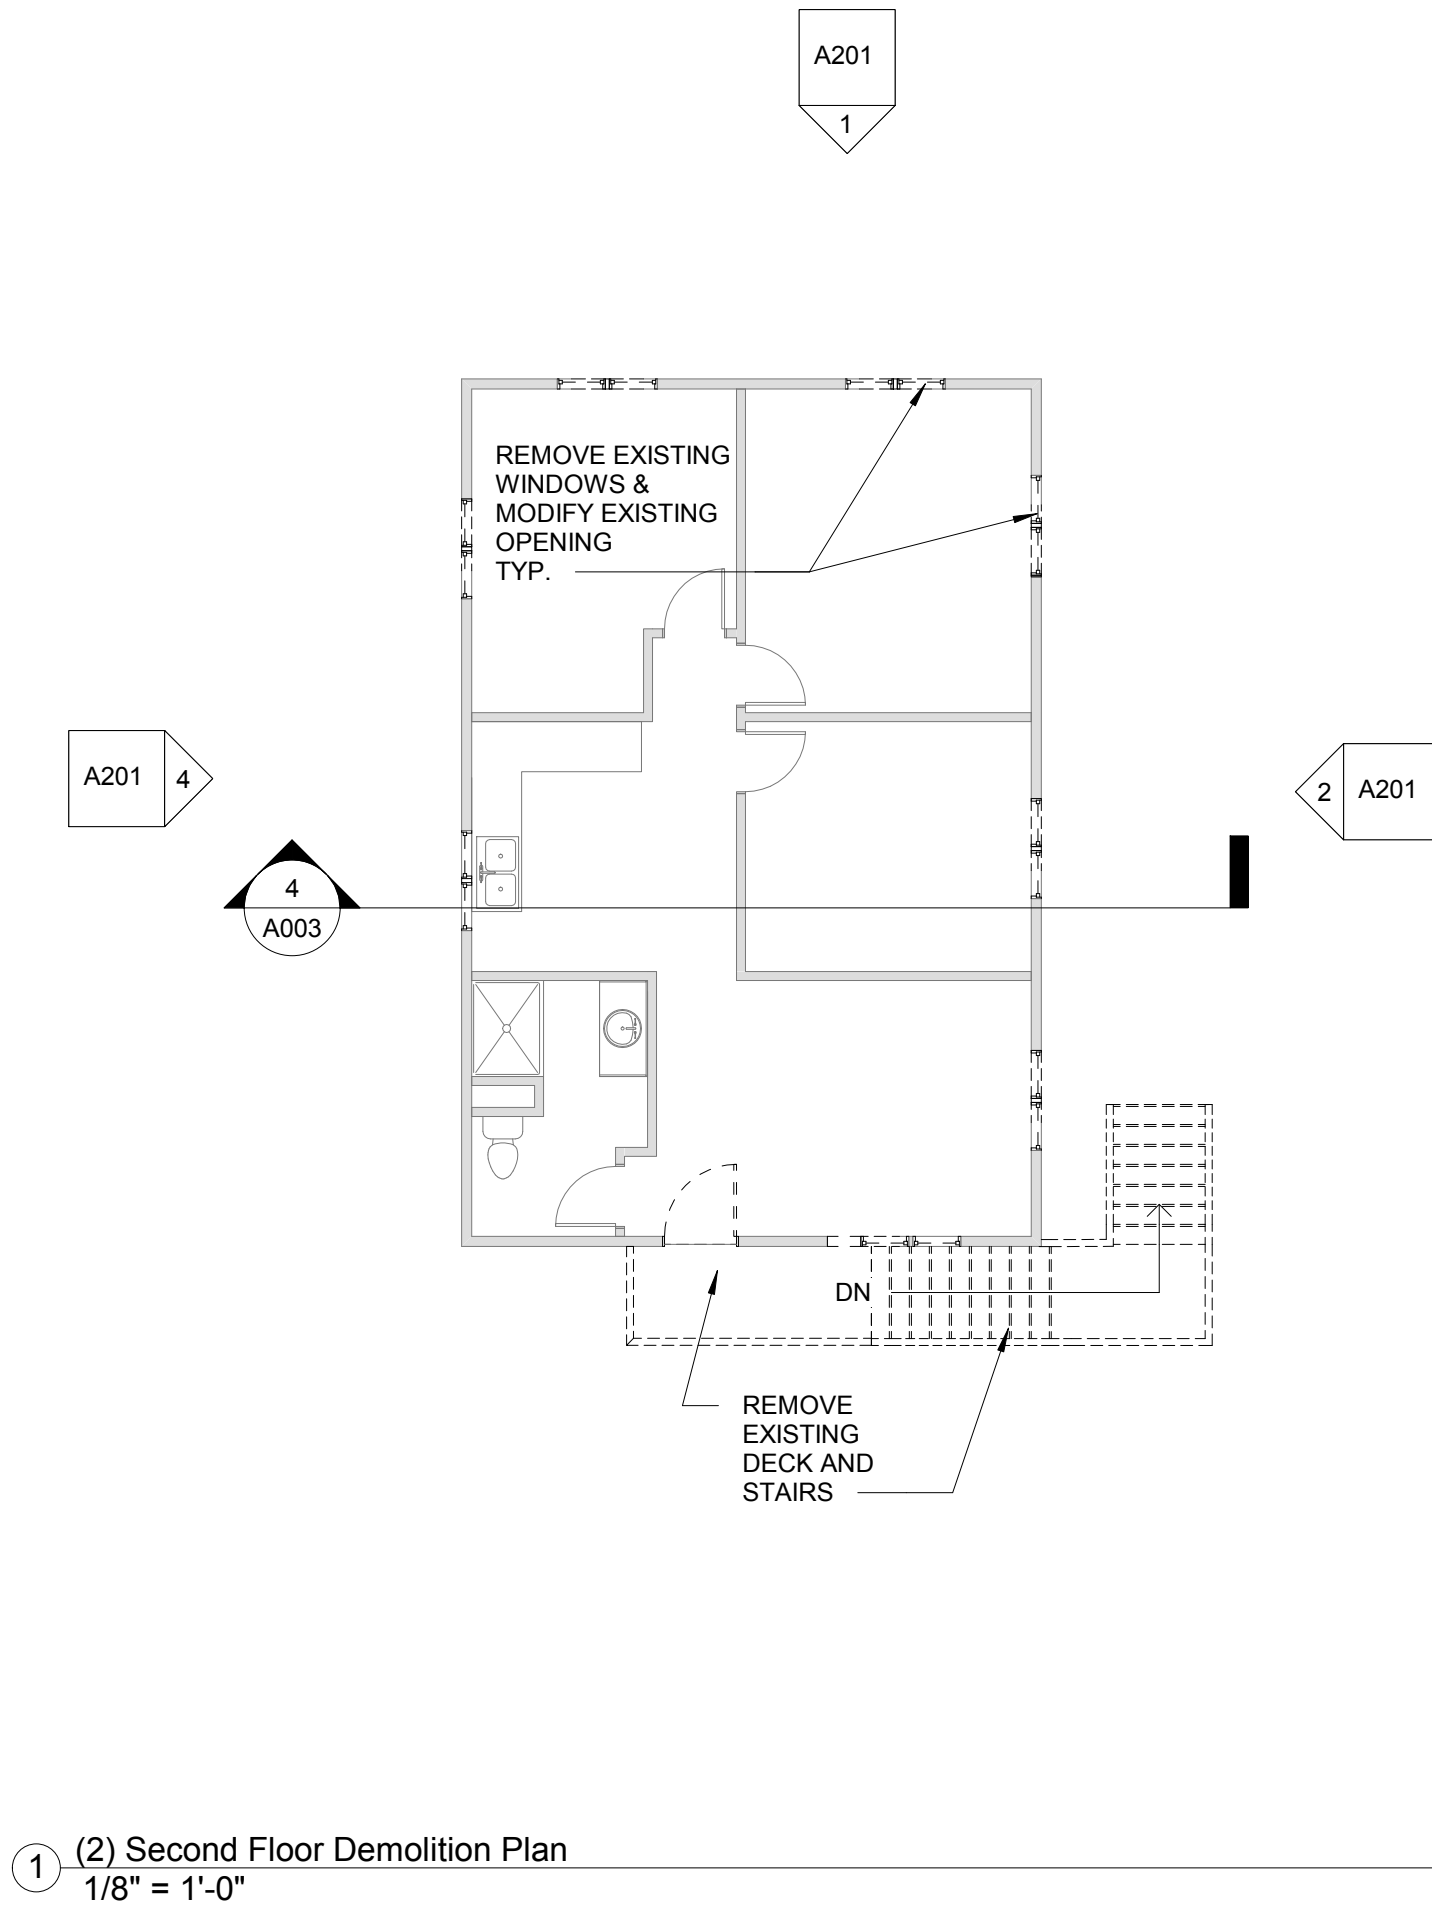 A201
1
REMOVE EXISTING
WINDOWS &
MODIFY EXISTING
OPENING
TYP.
A201
4
2
A201
4
A003
DN
REMOVE
EXISTING
DECK AND
STAIRS
1
(2) Second Floor Demolition Plan
1/8" = 1'-0"